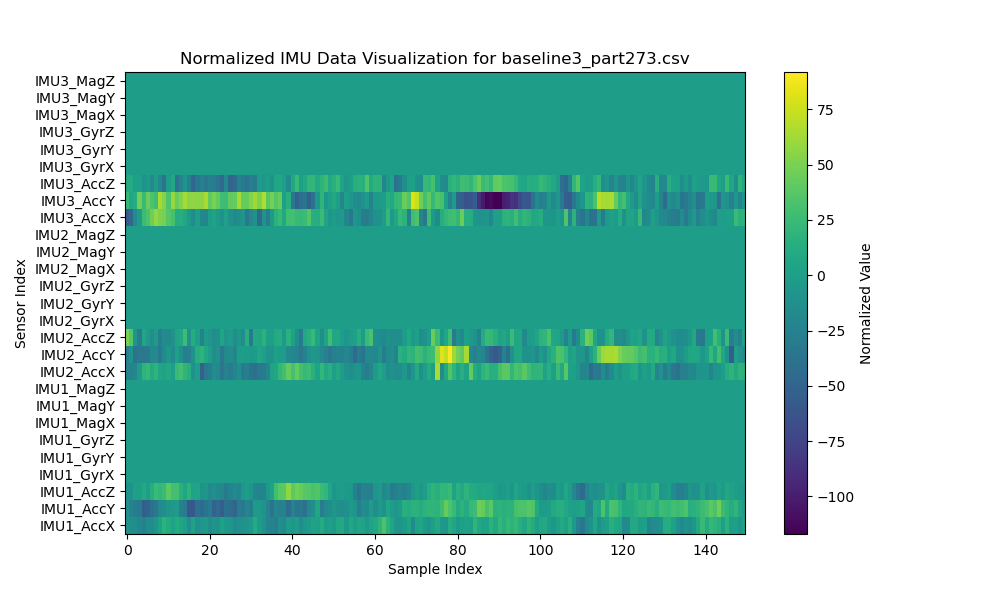 Normalized IMU Data Visualization for baseline3_part273.csv
IMU3_MagZ
IMU3_MagY
IMU3_MagX
IMU3_GyrZ
IMU3_GyrY
IMU3_GyrX
IMU3_AccZ
IMU3_AccY
IMU3_AccX
IMU2_MagZ
IMU2_MagY
IMU2_MagX
IMU2_GyrZ
IMU2_GyrY
IMU2_GyrX
IMU2_AccZ
IMU2_AccY
IMU2_AccX
IMU1_MagZ
IMU1_MagY
IMU1_MagX
IMU1_GyrZ
IMU1_GyrY
IMU1_GyrX
IMU1_AccZ
IMU1_AccY
IMU1_AccX
Sensor Index
0 20 40 60 80 100 120 140
Sample Index
75
50
25
0
−25
−50
−75
−100
Normalized Value